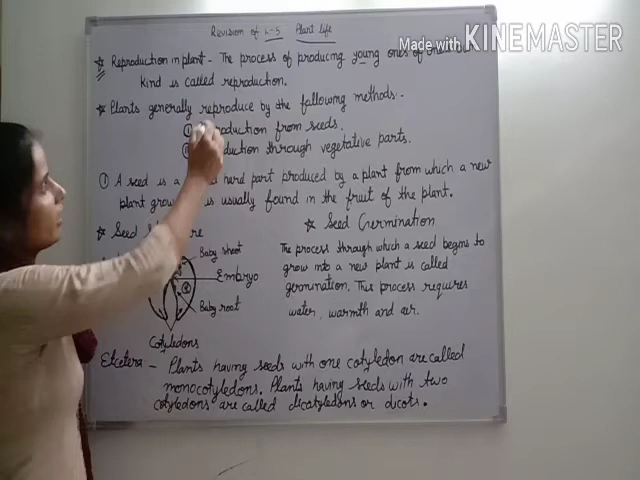 Revision of L-5 Plant life
Made with KINEMASTER
☆ Reproduction in plant - The process of producing young ones of
kind is called reproduction.
☆ Plants generally reproduce by the following methods:-
from seeds.
through vegetative parts.
① A seed is a hard part produced by a plant from which a new
plant is usually found in the fruit of the plant.
☆ Seed
☆ Seed Germination
The process through which a seed begins to
grow into a new plant is called
germination. This process requires
water, warmth and air.
Baby shoot
Embryo
Baby root
Cotyledons
Etcetera - Plants having seeds with one cotyledon are called
monocotyledons. Plants having seeds with two
cotyledons are called dicotyledons or dicots.